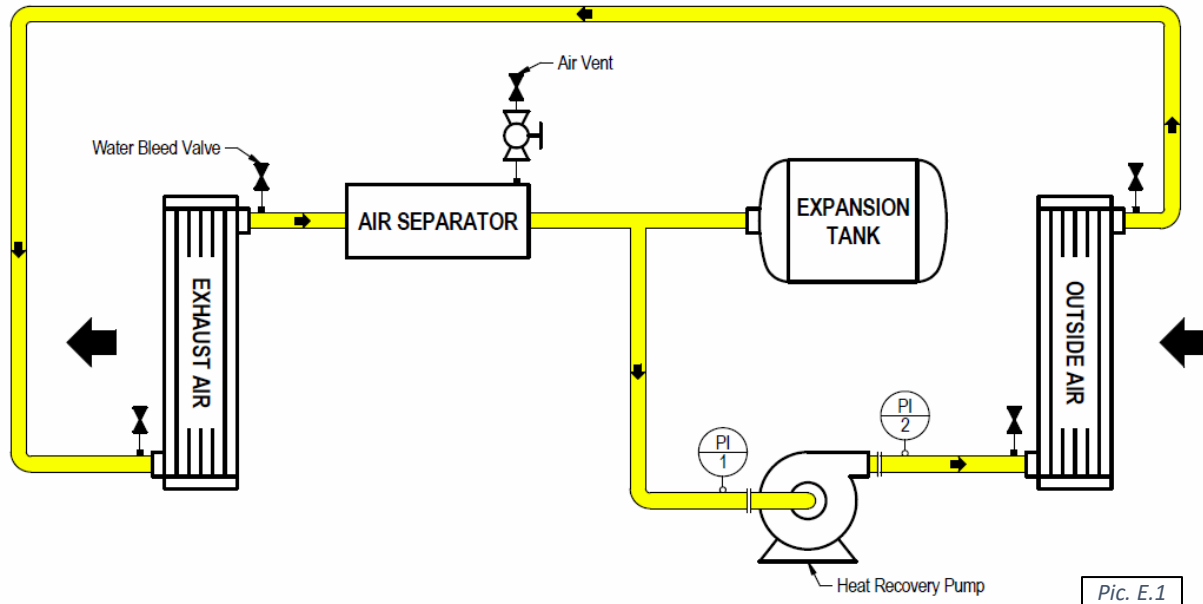 Air Vent
Water Bleed Valve
AIR SEPARATOR
EXPANSION
TANK
EXHAUST AIR
OUTSIDE AIR
PI
1
PI
2
Heat Recovery Pump
Pic. E.1